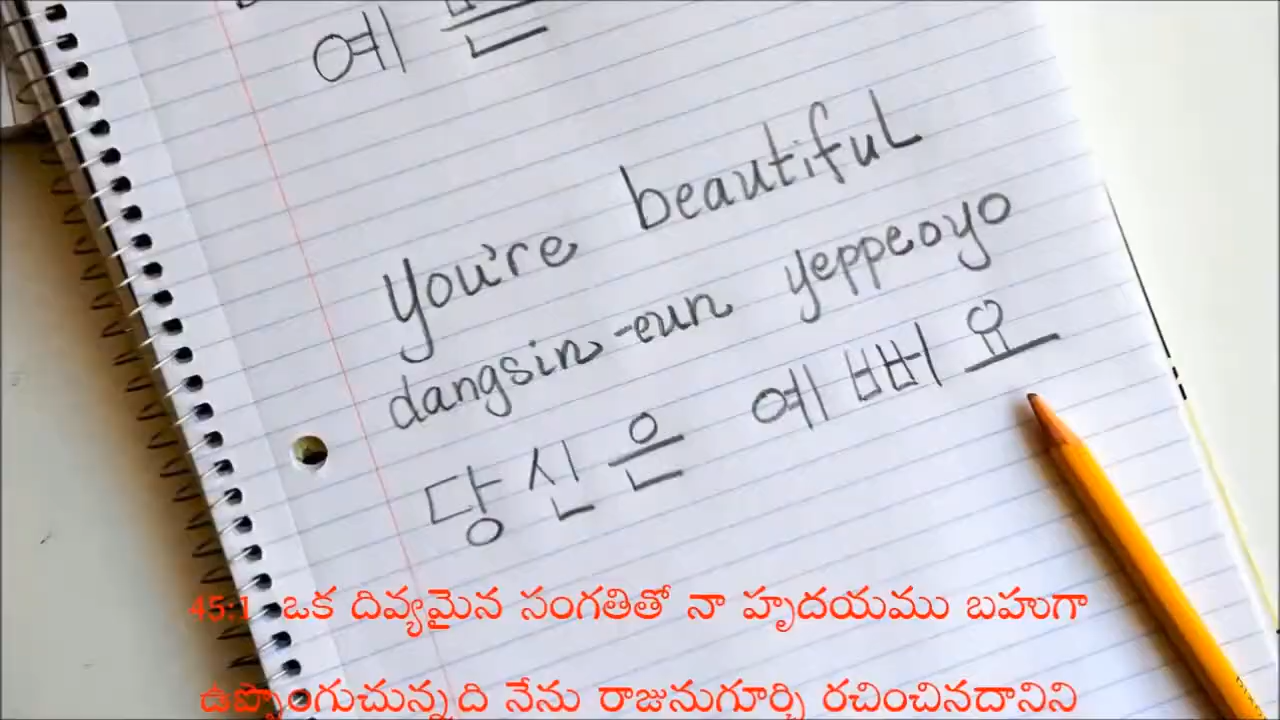 예쁜
you're beautiful
dangsin-eun yeppeoyo
당신은 예뻐요
45:1 ఒక దివ్యమైన సంగతితో నా హృదయము బహుగా
ఉప్పొంగుచున్నది నేను రాజునుగూర్చి రచించినదానిని